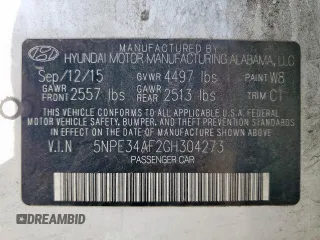 MANUFACTURED BY
HYUNDAI MOTOR MANUFACTURING ALABAMA, LLC
Sep/12/15 GVWR 4497 lbs PAINT W8
GAWR FRONT 2557 lbs GAWR REAR 2513 lbs TRIM C1
THIS VEHICLE CONFORMS TO ALL APPLICABLE U.S. FEDERAL
MOTOR VEHICLE SAFETY, BUMPER, AND THEFT PREVENTION
STANDARDS IN EFFECT ON THE DATE OF MANUFACTURE
SHOWN ABOVE.
V.I.N 5NPE34AF2GH304273
PASSENGER CAR
DREAMBID